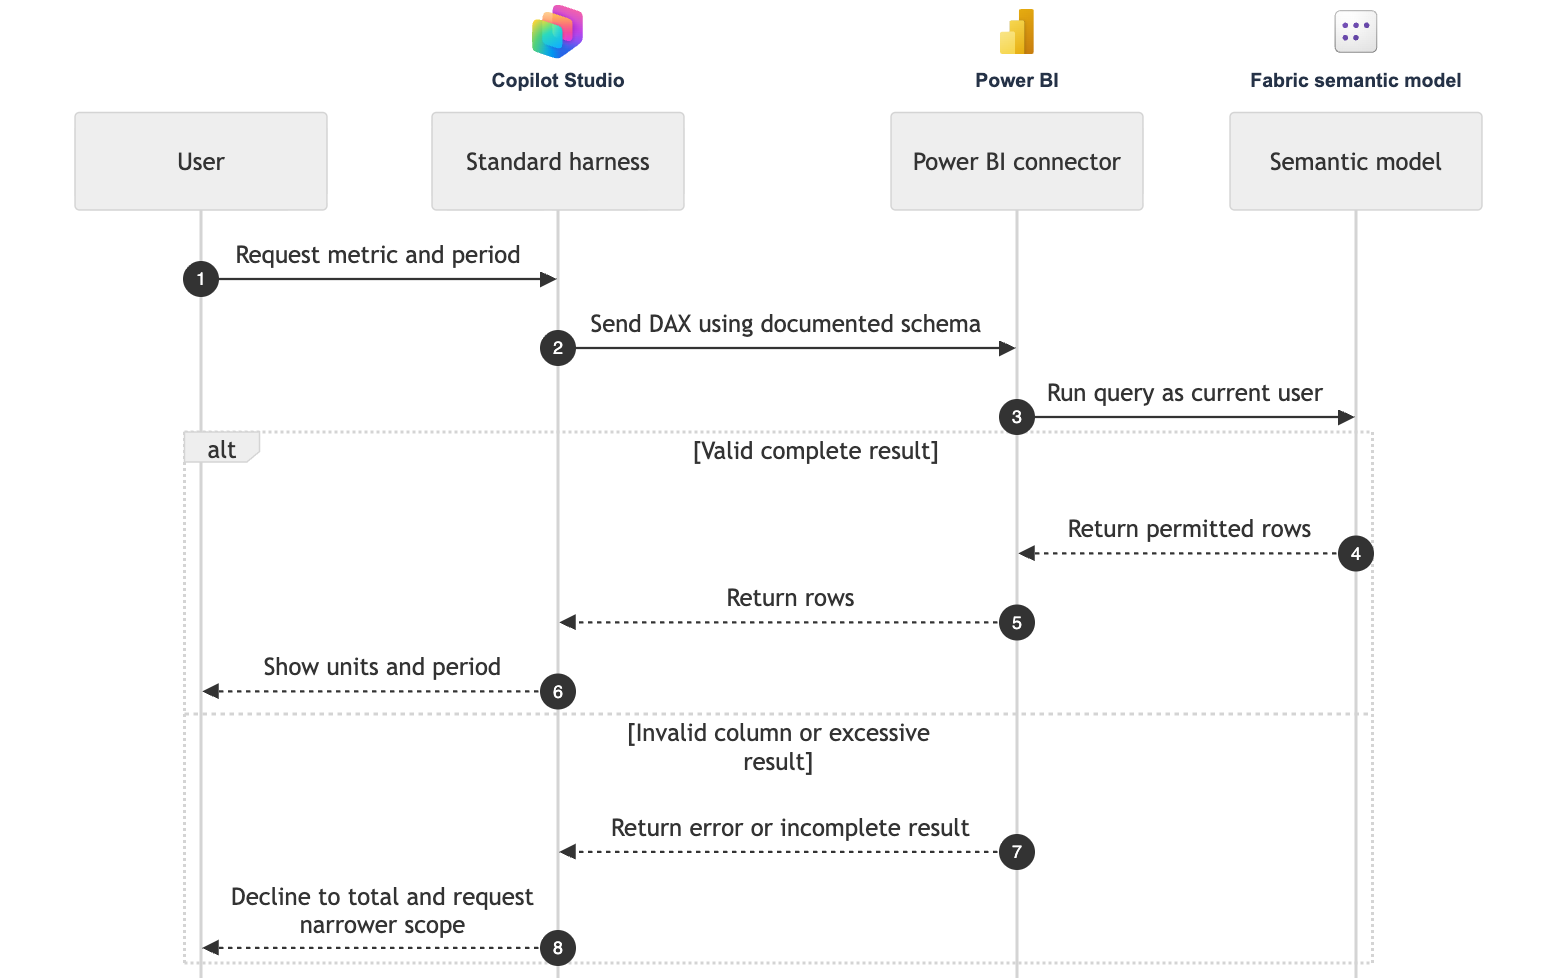 Copilot Studio
Power BI
Fabric semantic model
User
Standard harness
Power BI connector
Semantic model
Request metric and period
1
Send DAX using documented schema
2
Run query as current user
3
alt
[Valid complete result]
Return permitted rows
4
Return rows
5
Show units and period
6
[Invalid column or excessive
result]
Return error or incomplete result
7
Decline to total and request
narrower scope
8